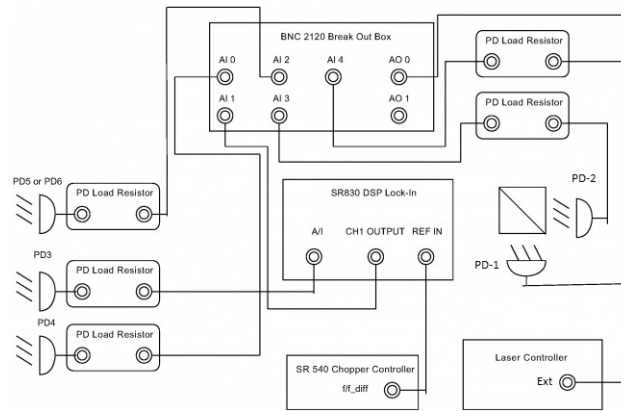 BNC 2120 Break Out Box
AI 0 AI 2 AI 4 AO 0
AI 1 AI 3 AO 1
PD Load Resistor
PD Load Resistor
PD5 or PD6
PD Load Resistor
SR830 DSP Lock-In
A/I CH1 OUTPUT REF IN
PD-2
PD-1
PD3
PD Load Resistor
PD4
PD Load Resistor
SR 540 Chopper Controller
f/f_diff
Laser Controller
Ext